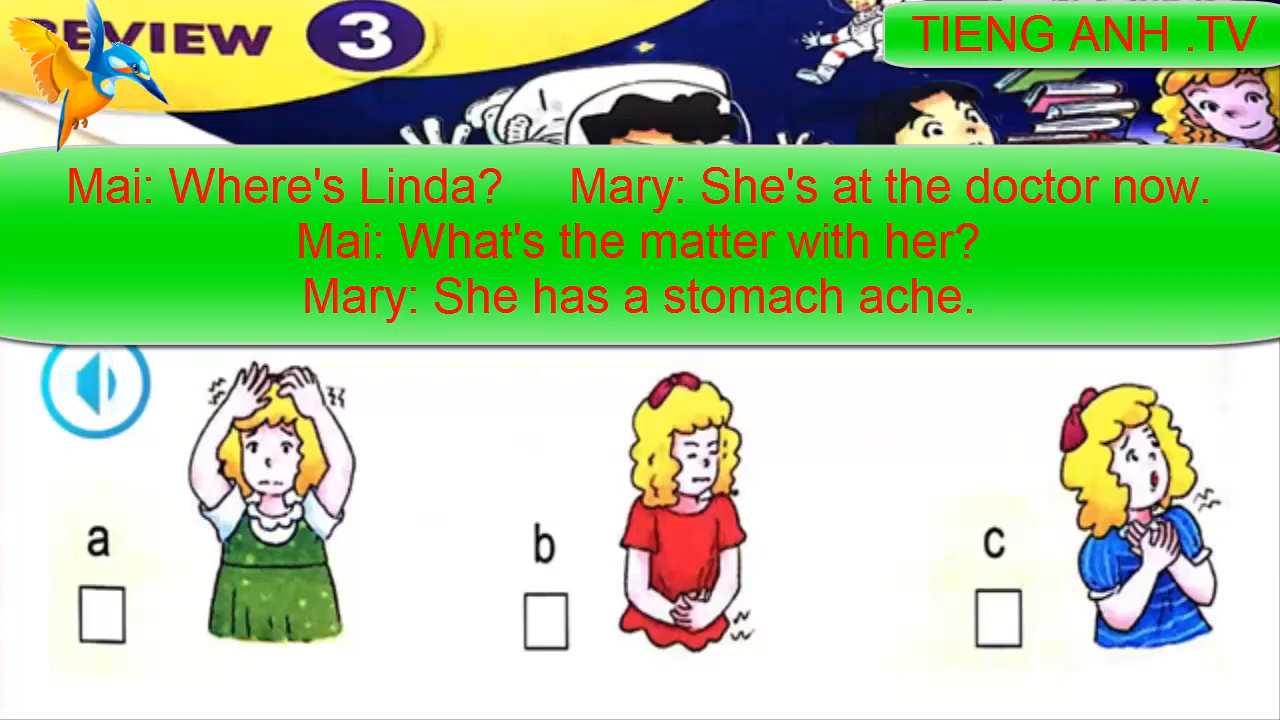 REVIEW 3
TIENG ANH .TV
Mai: Where's Linda? Mary: She's at the doctor now.
Mai: What's the matter with her?
Mary: She has a stomach ache.
a
b
c